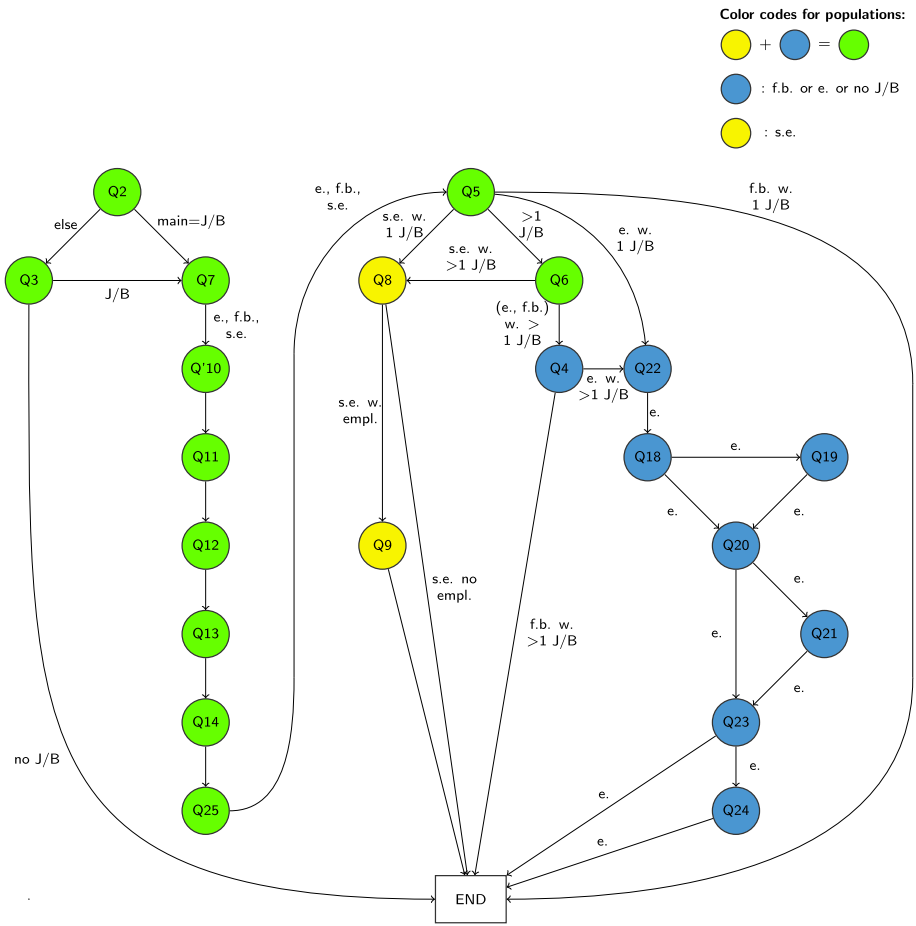 Color codes for populations:
+ =
: f.b. or e. or no J/B
: s.e.
Q2
else
main=J/B
Q3
J/B
Q7
e., f.b.,
s.e.
Q'10
Q11
Q12
Q13
Q14
Q25
no J/B
e., f.b.,
s.e.
Q5
s.e. w.
1 J/B
>1
J/B
e. w.
1 J/B
f.b. w.
1 J/B
Q8
s.e. w.
>1 J/B
Q6
(e., f.b.)
w. >
1 J/B
Q4
e. w.
>1 J/B
Q22
s.e. w.
empl.
e.
Q18
e.
Q19
e.
e.
Q9
Q20
s.e. no
empl.
e.
f.b. w.
>1 J/B
e.
Q21
e.
Q23
e.
e.
Q24
e.
END
.